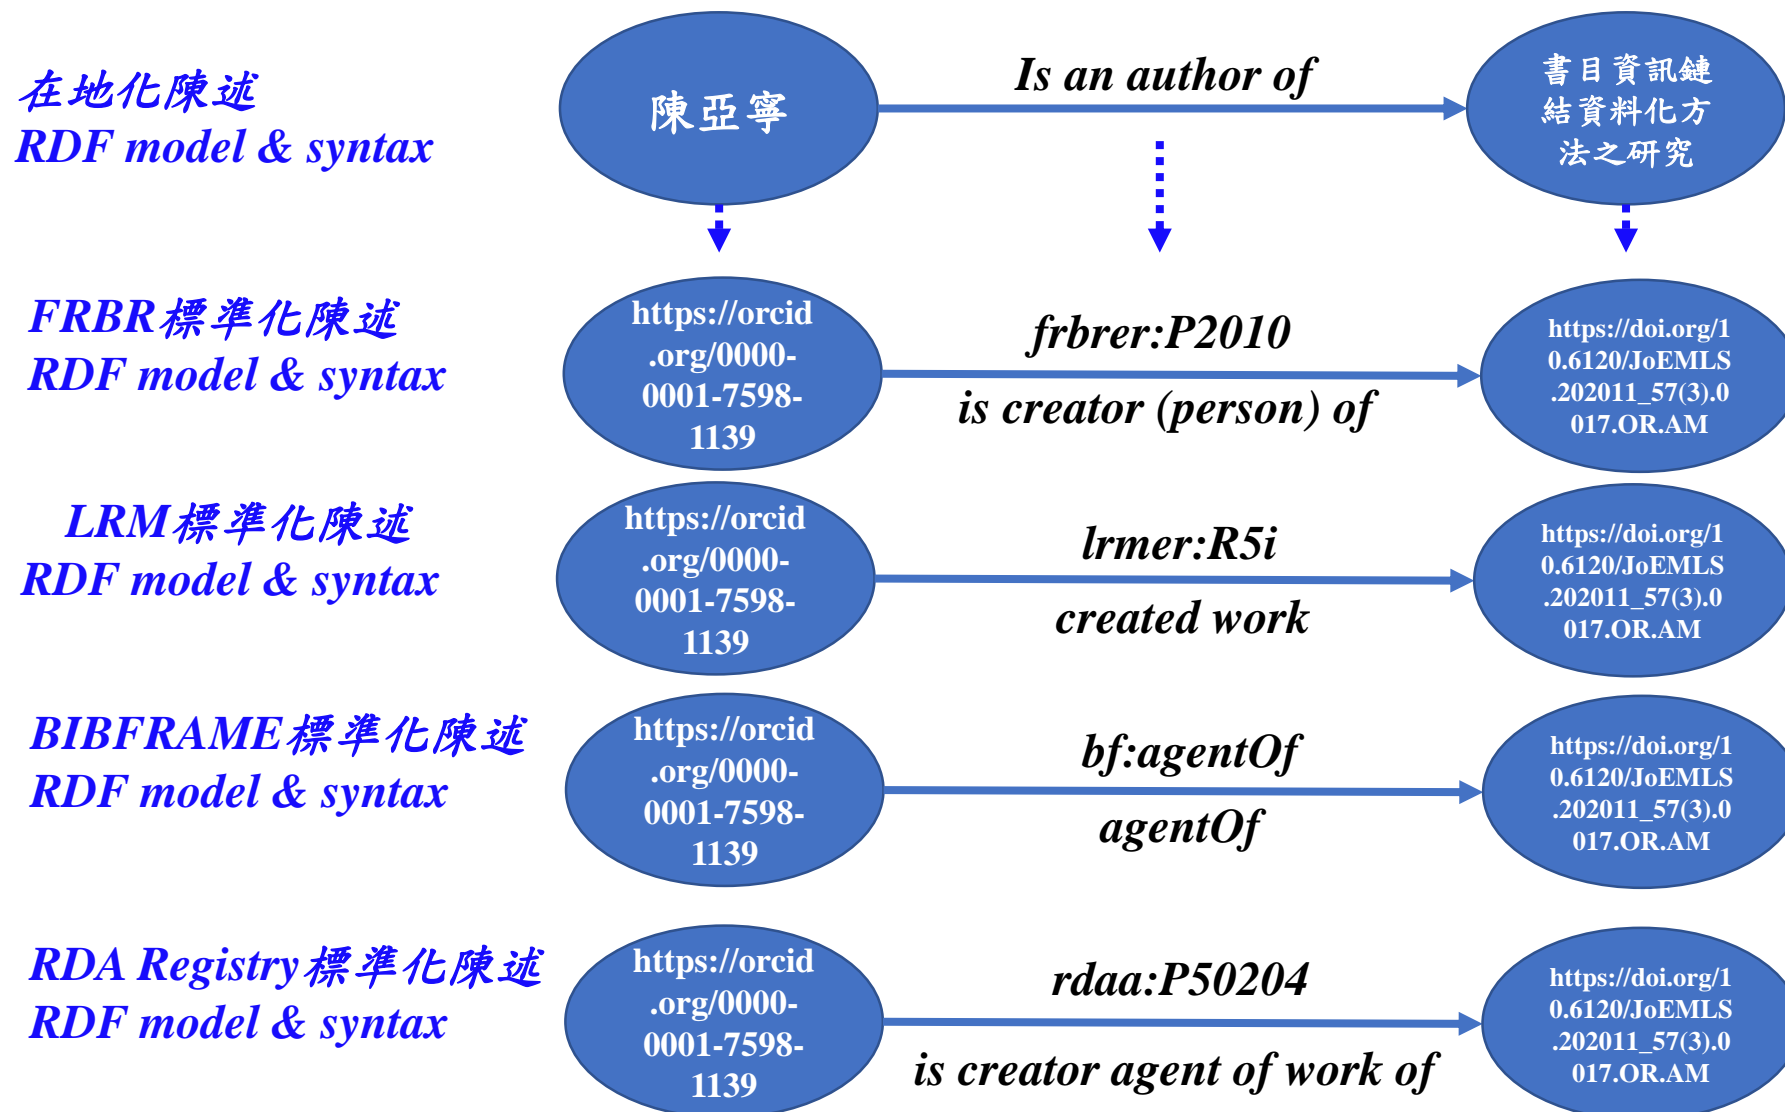 在地化陳述
RDF model & syntax
陳亞寧
Is an author of
書目資訊鏈
結資料化方
法之研究
FRBR標準化陳述
RDF model & syntax
https://orcid
.org/0000-
0001-7598-
1139
frbrer:P2010
is creator (person) of
https://doi.org/1
0.6120/JoEMLS
.202011_57(3).0
017.OR.AM
LRM標準化陳述
RDF model & syntax
https://orcid
.org/0000-
0001-7598-
1139
lrmer:R5i
created work
https://doi.org/1
0.6120/JoEMLS
.202011_57(3).0
017.OR.AM
BIBFRAME標準化陳述
RDF model & syntax
https://orcid
.org/0000-
0001-7598-
1139
bf:agentOf
agentOf
https://doi.org/1
0.6120/JoEMLS
.202011_57(3).0
017.OR.AM
RDA Registry標準化陳述
RDF model & syntax
https://orcid
.org/0000-
0001-7598-
1139
rdaa:P50204
is creator agent of work of
https://doi.org/1
0.6120/JoEMLS
.202011_57(3).0
017.OR.AM